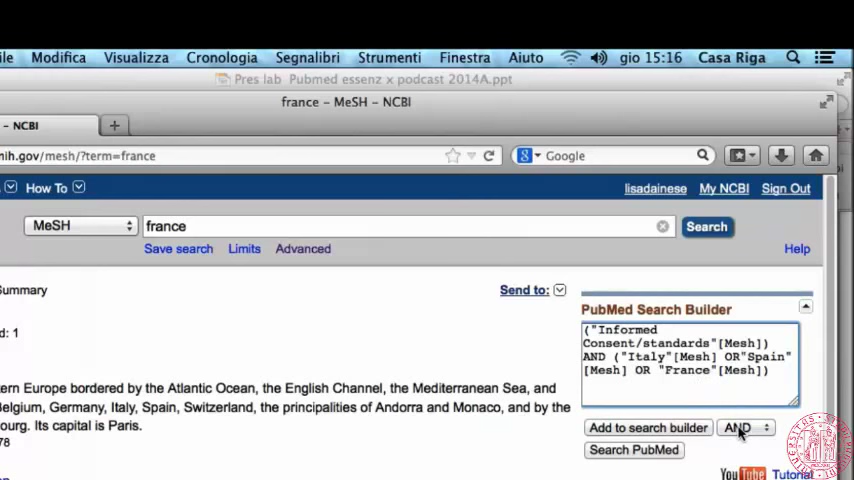 ile Modifica Visualizza Cronologia Segnalibri Strumenti Finestra Aiuto gio 15:16 Casa Riga
Pres lab Pubmed essenz x podcast 2014A.ppt
france – MeSH – NCBI
– NCBI
nih.gov/mesh/?term=france
Google
How To
lisadainese My NCBI Sign Out
MeSH
france
Search
Save search Limits Advanced
Help
Summary
Send to:
PubMed Search Builder
("Informed
Consent/standards"[Mesh])
AND ("Italy"[Mesh] OR"Spain"
[Mesh] OR "France"[Mesh])
d: 1
tern Europe bordered by the Atlantic Ocean, the English Channel, the Mediterranean Sea, and
Belgium, Germany, Italy, Spain, Switzerland, the principalities of Andorra and Monaco, and by the
ourg. Its capital is Paris.
78
Add to search builder AND
Search PubMed
YouTube Tutorial